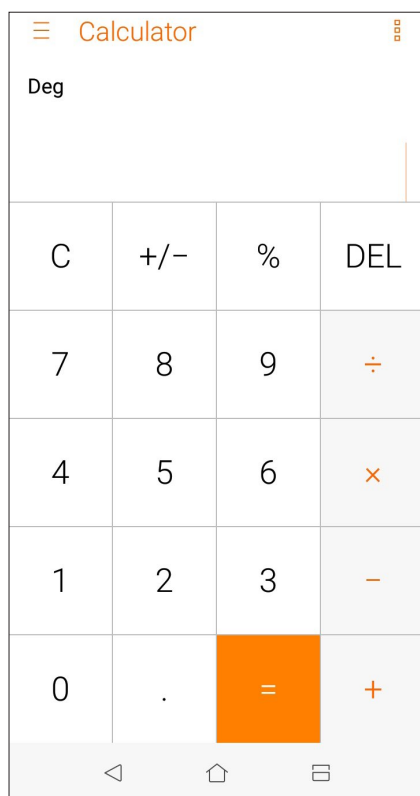 Calculator
Deg
C +/− % DEL
7 8 9 ÷
4 5 6 ×
1 2 3 −
0 . = +